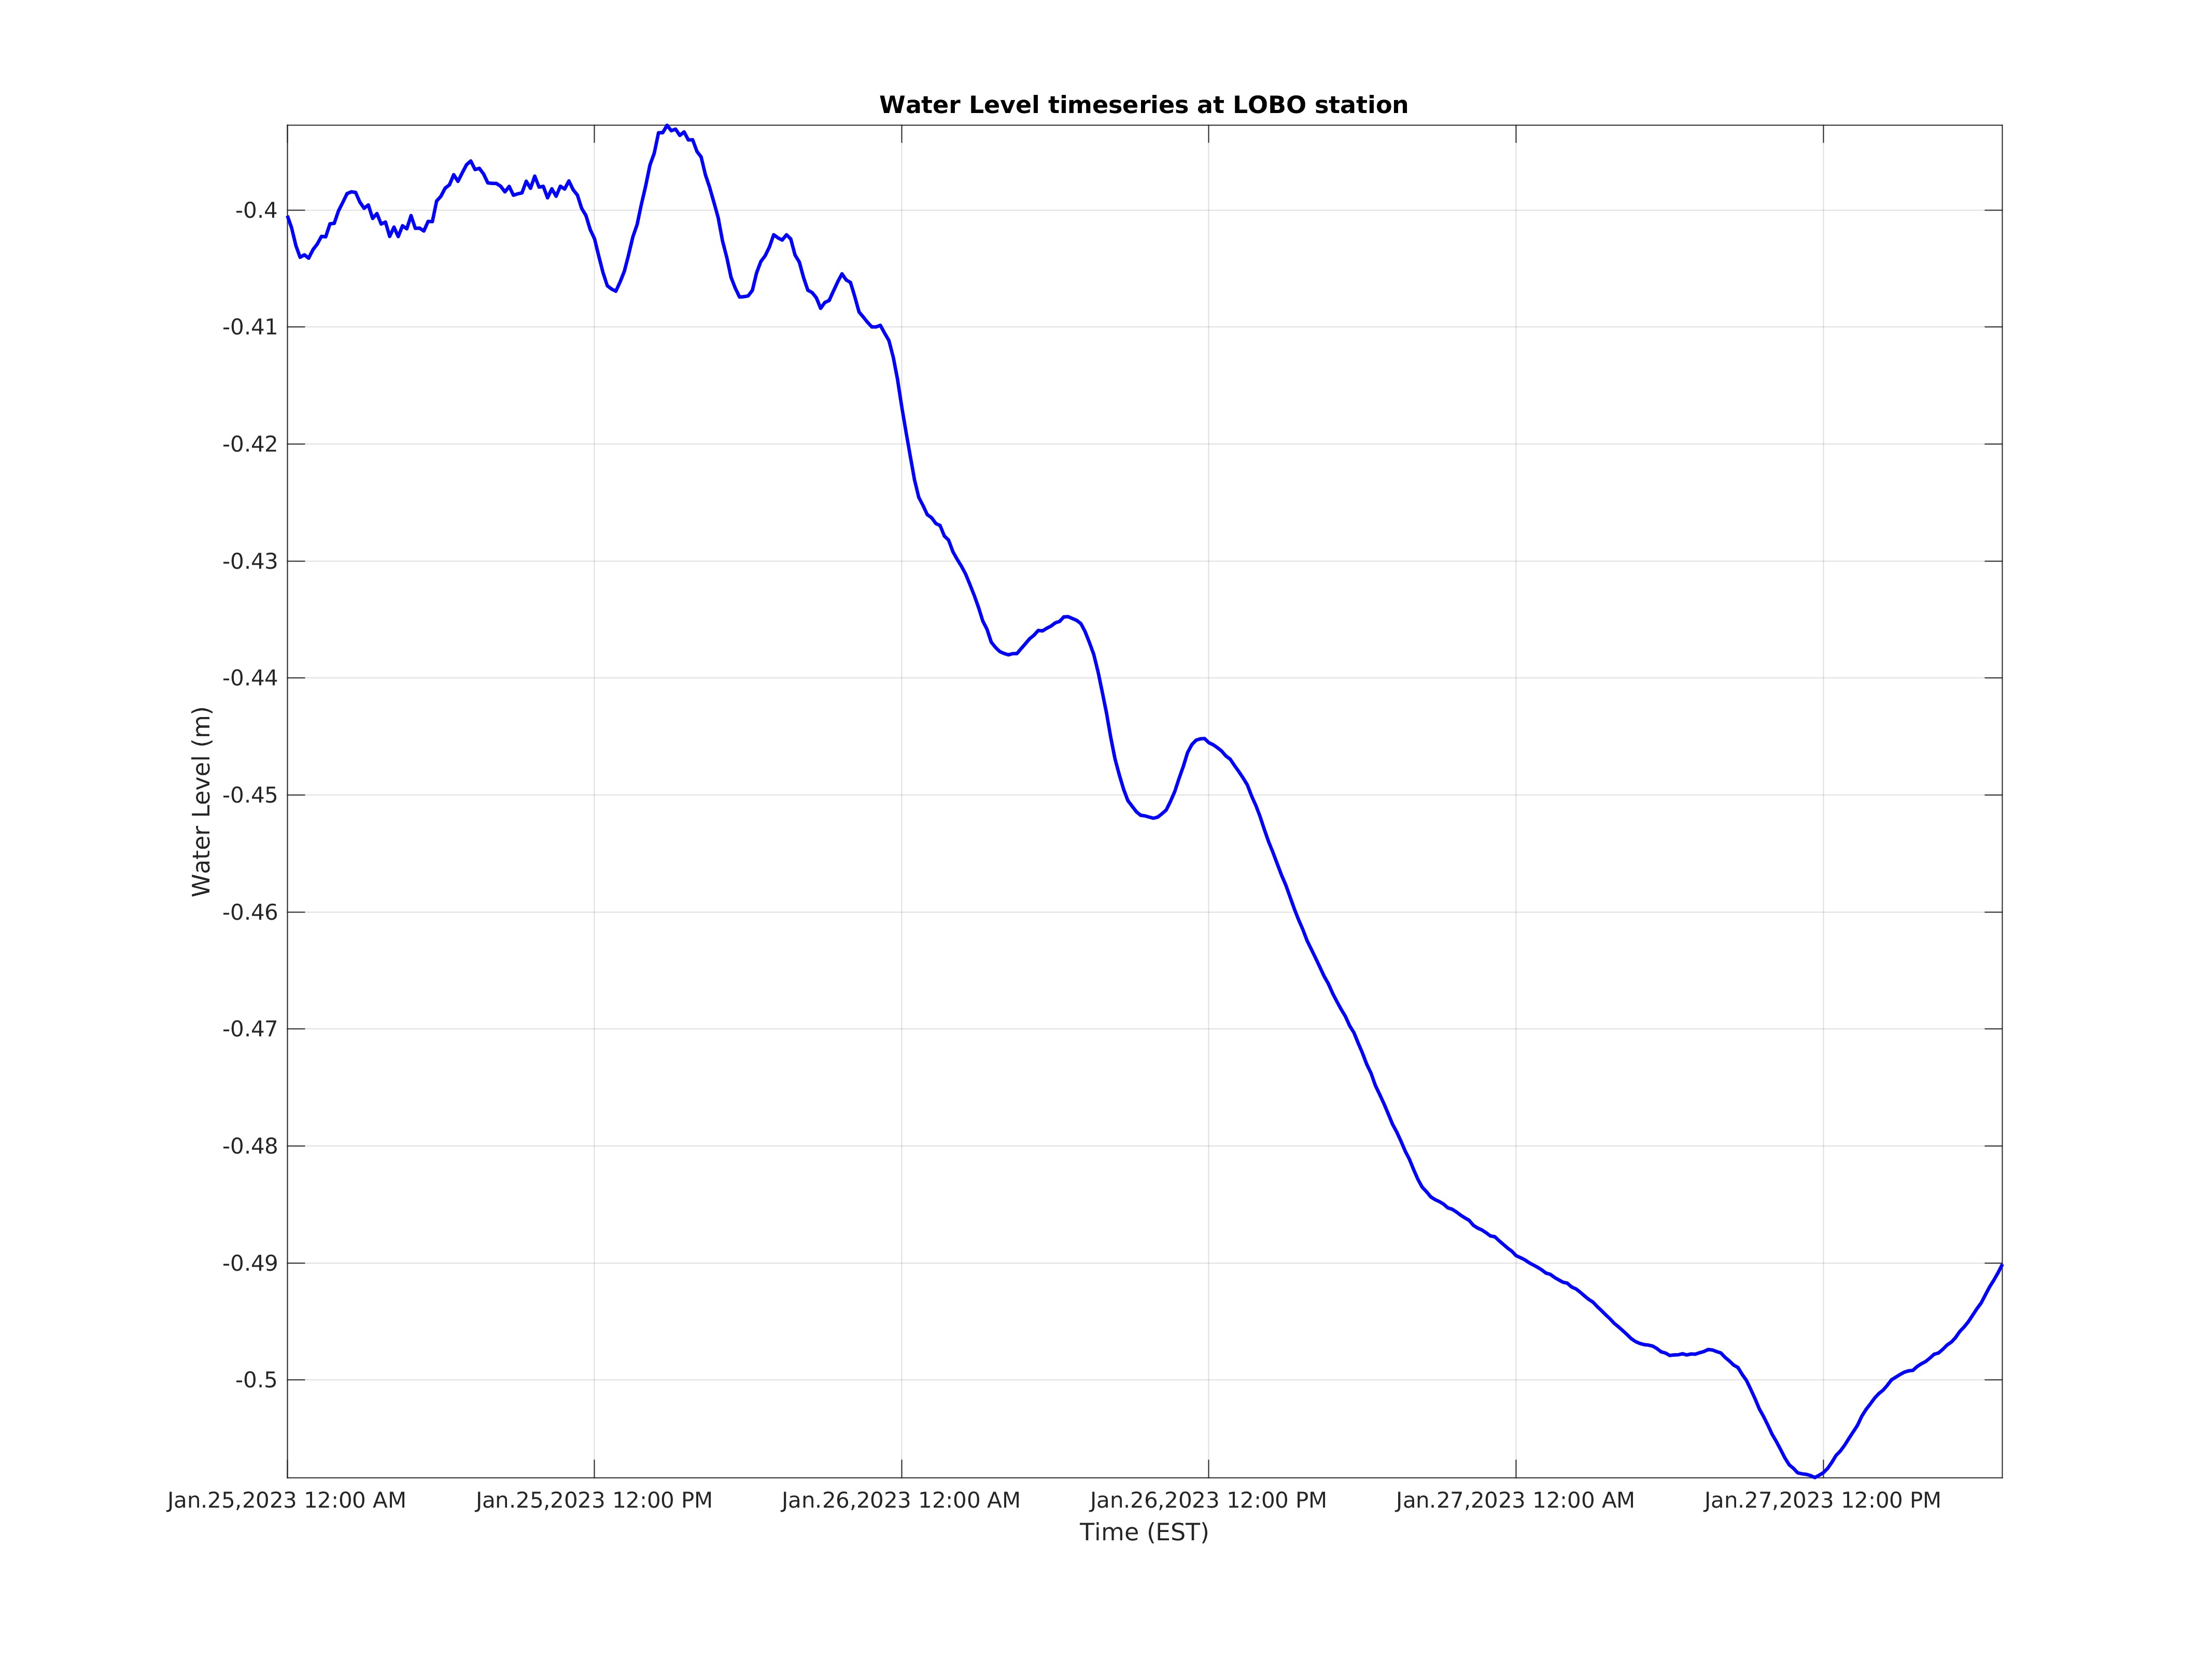 Water Level timeseries at LOBO station
-0.4
-0.41
-0.42
-0.43
-0.44
-0.45
-0.46
-0.47
-0.48
-0.49
-0.5
Water Level (m)
Jan.25,2023 12:00 AM
Jan.25,2023 12:00 PM
Jan.26,2023 12:00 AM
Jan.26,2023 12:00 PM
Jan.27,2023 12:00 AM
Jan.27,2023 12:00 PM
Time (EST)